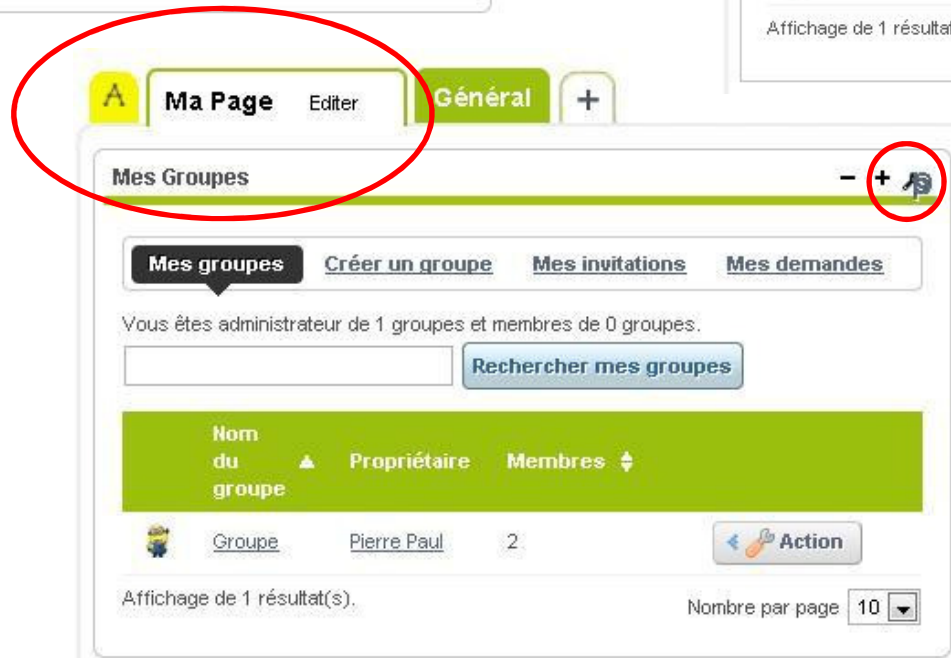 Affichage de 1 résulta
A Ma Page Editer Général +
Mes Groupes - +
Mes groupes Créer un groupe Mes invitations Mes demandes
Vous êtes administrateur de 1 groupes et membres de 0 groupes.
Rechercher mes groupes
Nom
du Propriétaire Membres
groupe
Groupe Pierre Paul 2 Action
Affichage de 1 résultat(s). Nombre par page 10